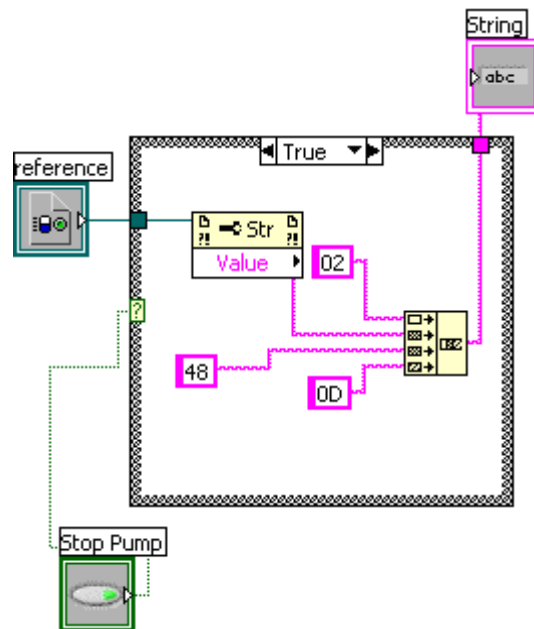 String
abc
True
reference
?! Str ?!
Value
02
?
48
0D
Stop Pump